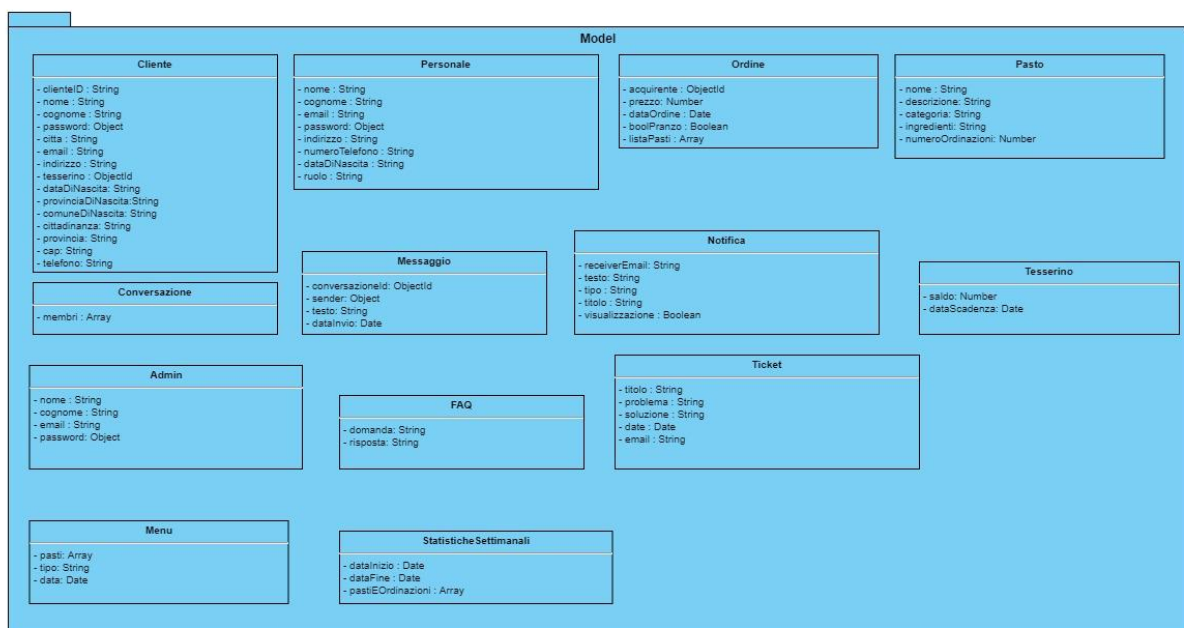 Model
Cliente
- clienteID : String
- nome : String
- cognome : String
- password: Object
- citta : String
- email : String
- indirizzo : String
- tesserino : ObjectId
- dataDiNascita: String
- provinciaDiNascita:String
- comuneDiNascita: String
- cittadinanza: String
- provincia: String
- cap: String
- telefono: String
Personale
- nome : String
- cognome : String
- email : String
- password: Object
- indirizzo : String
- numeroTelefono : String
- dataDiNascita : String
- ruolo : String
Ordine
- acquirente : ObjectId
- prezzo: Number
- dataOrdine : Date
- boolPranzo : Boolean
- listaPasti : Array
Pasto
- nome : String
- descrizione: String
- categoria: String
- ingredienti: String
- numeroOrdinazioni: Number
Conversazione
- membri : Array
Messaggio
- conversazioneId: ObjectId
- sender: Object
- testo: String
- dataInvio: Date
Notifica
- receiverEmail: String
- testo: String
- tipo : String
- titolo : String
- visualizzazione : Boolean
Tesserino
- saldo: Number
- dataScadenza: Date
Admin
- nome : String
- cognome : String
- email : String
- password: Object
FAQ
- domanda: String
- risposta: String
Ticket
- titolo : String
- problema : String
- soluzione : String
- date : Date
- email : String
Menu
- pasti: Array
- tipo: String
- data: Date
StatisticheSettimanali
- dataInizio : Date
- dataFine : Date
- pastiEOrdinazioni : Array